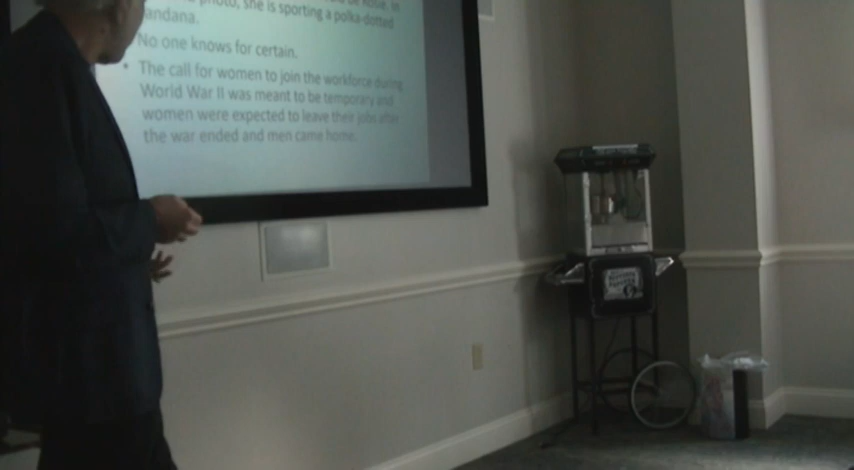 photo, she is sporting a polka-dotted
bandana.
No one knows for certain.
• The call for women to join the workforce during
World War II was meant to be temporary and
women were expected to leave their jobs after
the war ended and men came home.